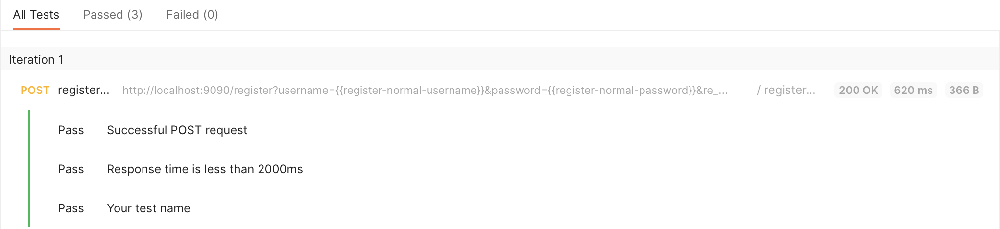 All Tests Passed (3) Failed (0)
Iteration 1
POST register... http://localhost:9090/register?username={{register-normal-username}}&password={{register-normal-password}}&re_... / register... 200 OK 620 ms 366 B
Pass Successful POST request
Pass Response time is less than 2000ms
Pass Your test name